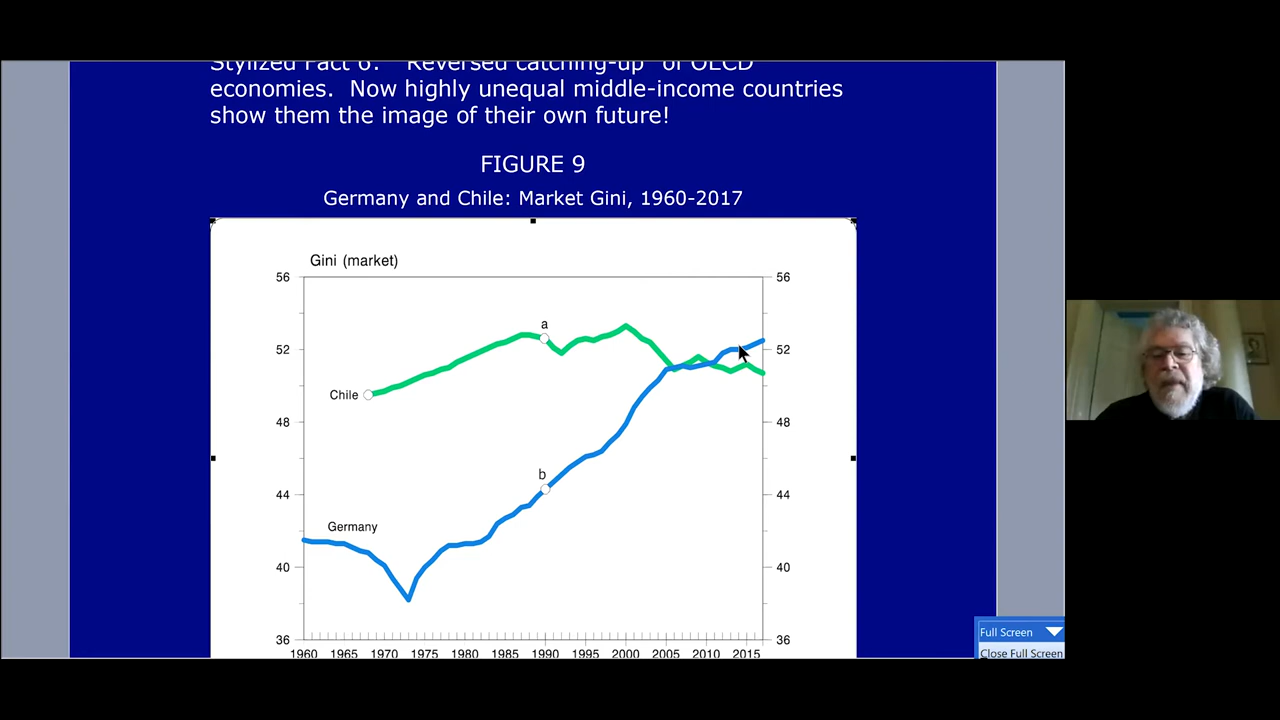 Stylized Fact 6: "Reversed catching-up" of OECD
economies. Now highly unequal middle-income countries
show them the image of their own future!
FIGURE 9
Germany and Chile: Market Gini, 1960-2017
Gini (market)
56
56
a
52
52
Chile
48
48
b
44
44
Germany
40
40
36
36
1960 1965 1970 1975 1980 1985 1990 1995 2000 2005 2010 2015
Full Screen
Close Full Screen